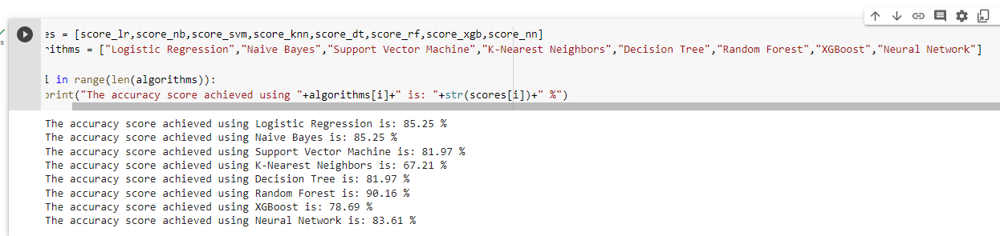 es = [score_lr,score_nb,score_svm,score_knn,score_dt,score_rf,score_xgb,score_nn]
rithms = ["Logistic Regression","Naive Bayes","Support Vector Machine","K-Nearest Neighbors","Decision Tree","Random Forest","XGBoost","Neural Network"]
i in range(len(algorithms)):
print("The accuracy score achieved using "+algorithms[i]+" is: "+str(scores[i])+" %")
The accuracy score achieved using Logistic Regression is: 85.25 %
The accuracy score achieved using Naive Bayes is: 85.25 %
The accuracy score achieved using Support Vector Machine is: 81.97 %
The accuracy score achieved using K-Nearest Neighbors is: 67.21 %
The accuracy score achieved using Decision Tree is: 81.97 %
The accuracy score achieved using Random Forest is: 90.16 %
The accuracy score achieved using XGBoost is: 78.69 %
The accuracy score achieved using Neural Network is: 83.61 %